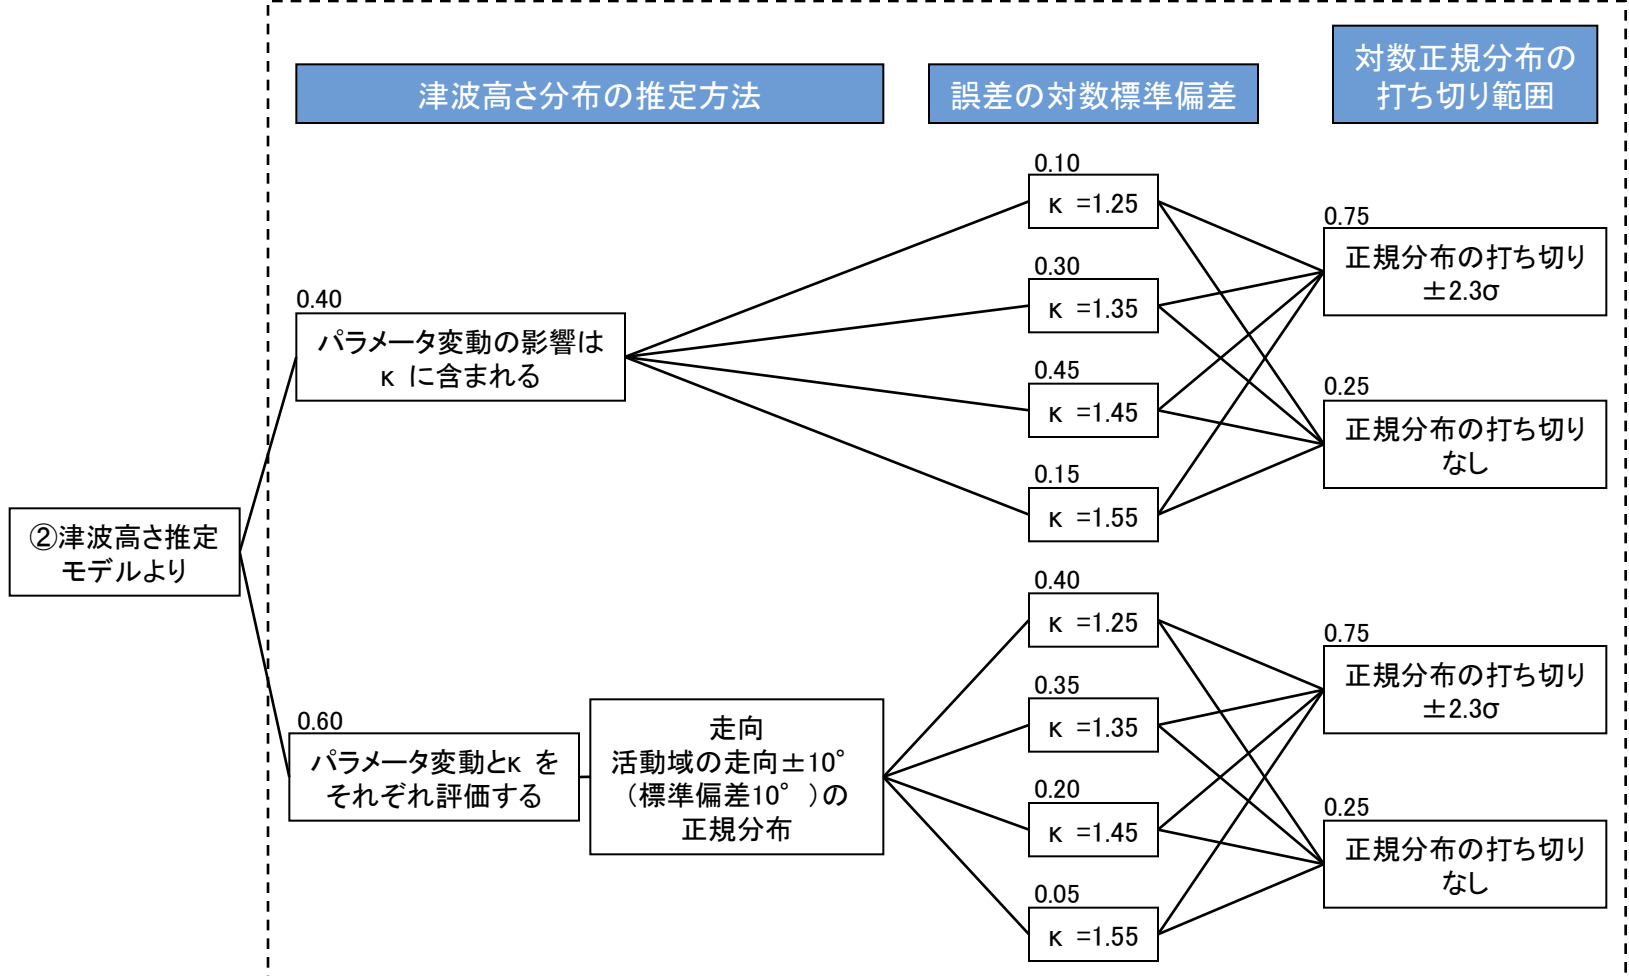 津波高さ分布の推定方法
誤差の対数標準偏差
対数正規分布の
打ち切り範囲
②津波高さ推定
モデルより
0.40
パラメータ変動の影響は
κ に含まれる
0.10
κ =1.25
0.30
κ =1.35
0.45
κ =1.45
0.15
κ =1.55
0.75
正規分布の打ち切り
±2.3σ
0.25
正規分布の打ち切り
なし
0.60
パラメータ変動とκ を
それぞれ評価する
走向
活動域の走向±10°
(標準偏差10° )の
正規分布
0.40
κ =1.25
0.35
κ =1.35
0.20
κ =1.45
0.05
κ =1.55
0.75
正規分布の打ち切り
±2.3σ
0.25
正規分布の打ち切り
なし